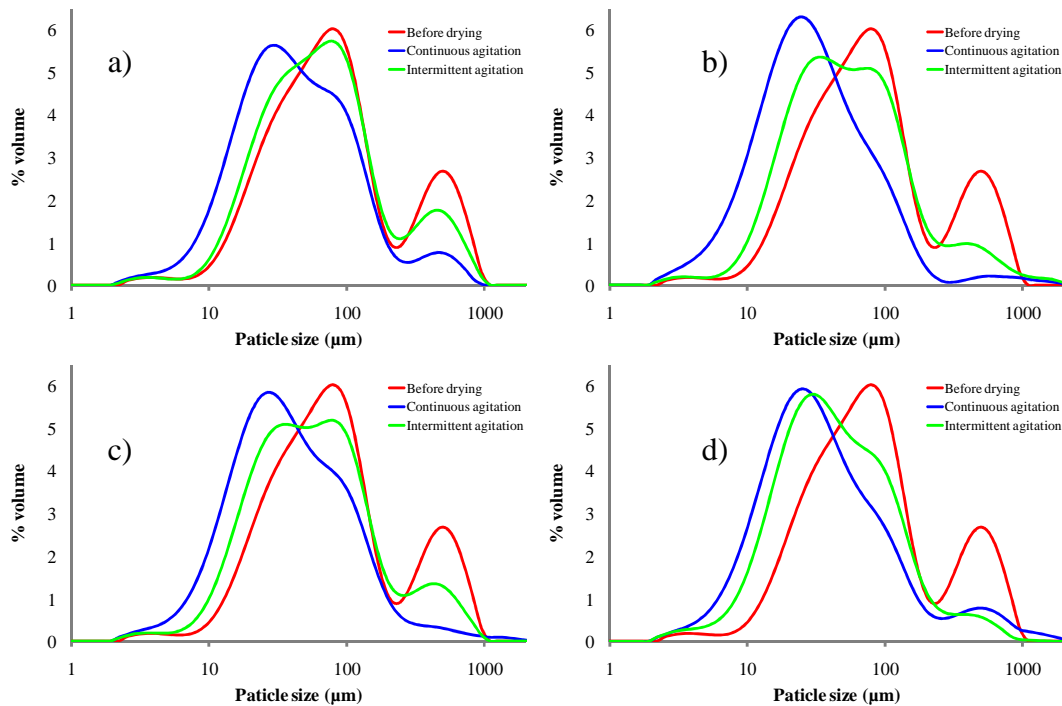 a)
Before drying
Continuous agitation
Intermittent agitation
% volume
6
5
4
3
2
1
0
1 10 100 1000
Paticle size (µm)
b)
Before drying
Continuous agitation
Intermittent agitation
% volume
6
5
4
3
2
1
0
1 10 100 1000
Paticle size (µm)
c)
Before drying
Continuous agitation
Intermittent agitation
% volume
6
5
4
3
2
1
0
1 10 100 1000
Paticle size (µm)
d)
Before drying
Continuous agitation
Intermittent agitation
% volume
6
5
4
3
2
1
0
1 10 100 1000
Paticle size (µm)